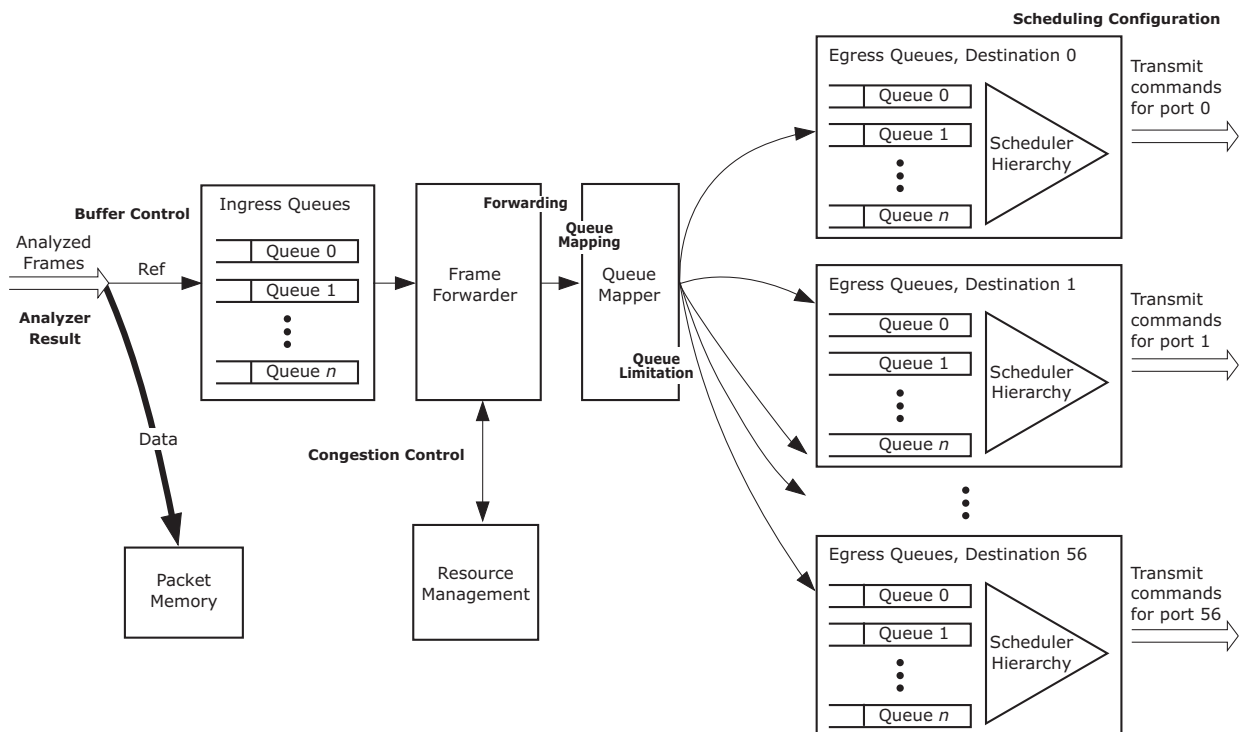 Scheduling Configuration
Analyzed
Frames
Analyzer
Result
Ref
Data
Packet
Memory
Buffer Control
Ingress Queues
Queue 0
Queue 1
Queue n
Frame
Forwarder
Congestion Control
Resource
Management
Forwarding
Queue
Mapping
Queue
Mapper
Queue
Limitation
Egress Queues, Destination 0
Queue 0
Queue 1
Queue n
Scheduler
Hierarchy
Transmit
commands
for port 0
Egress Queues, Destination 1
Queue 0
Queue 1
Queue n
Scheduler
Hierarchy
Transmit
commands
for port 1
Egress Queues, Destination 56
Queue 0
Queue 1
Queue n
Scheduler
Hierarchy
Transmit
commands
for port 56